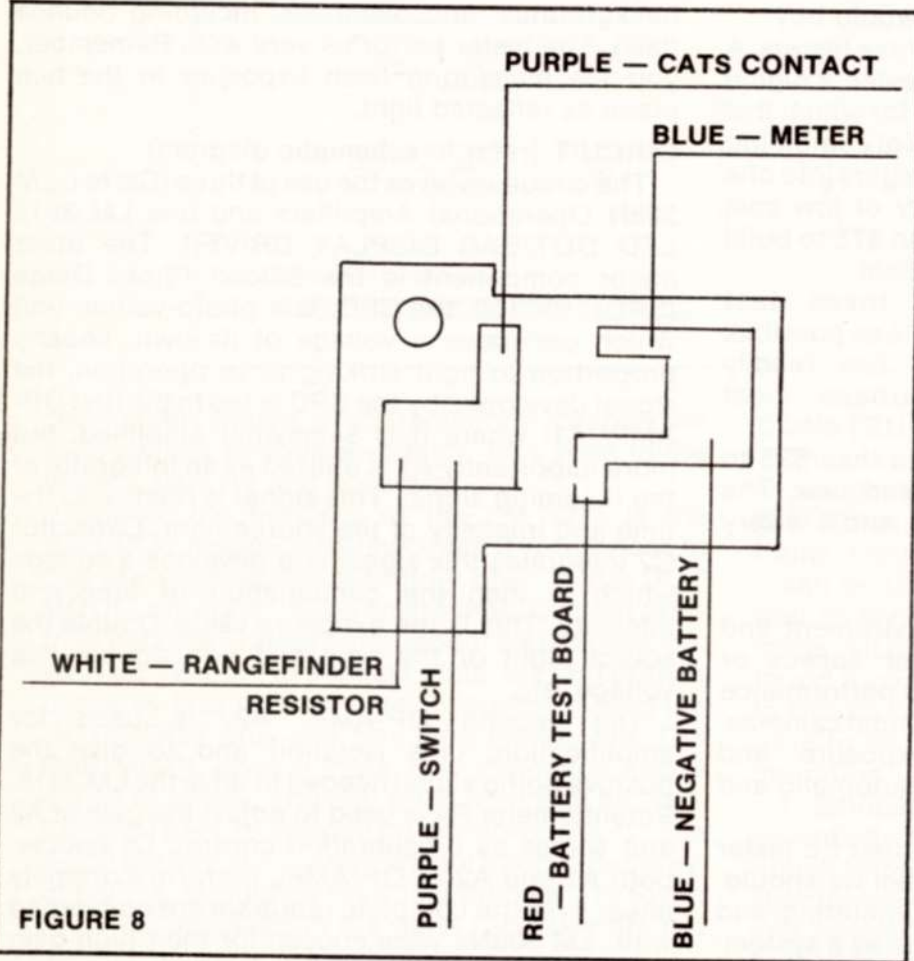 PURPLE — CATS CONTACT
BLUE — METER
WHITE — RANGEFINDER
RESISTOR
PURPLE — SWITCH
RED
— BATTERY TEST BOARD
BLUE — NEGATIVE BATTERY
FIGURE 8